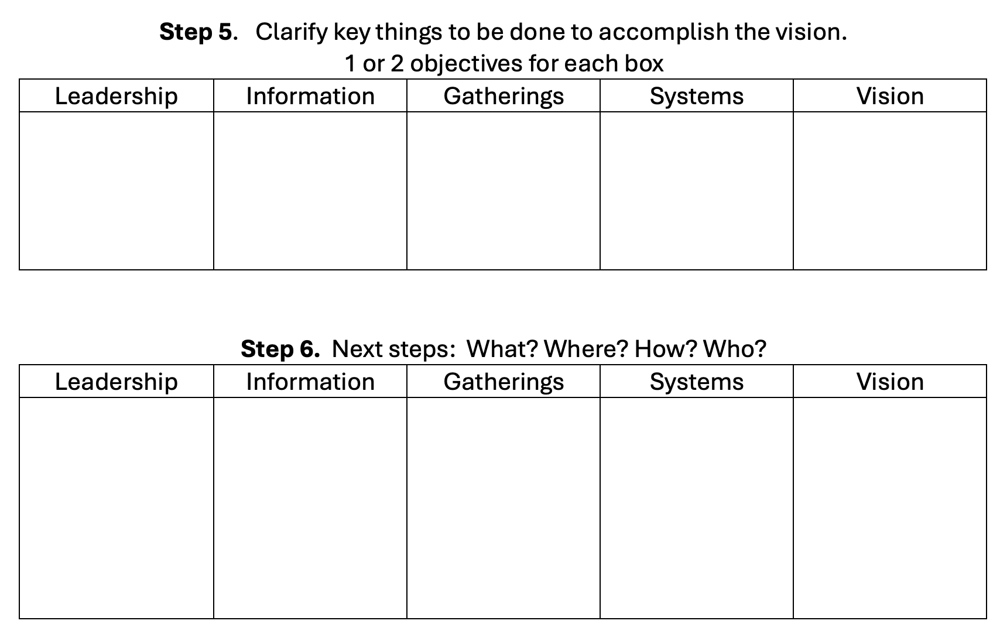 Step 5.   Clarify key things to be done to accomplish the vision.
1 or 2 objectives for each box
Leadership Information Gatherings Systems Vision
Step 6.  Next steps:  What? Where? How? Who?
Leadership Information Gatherings Systems Vision